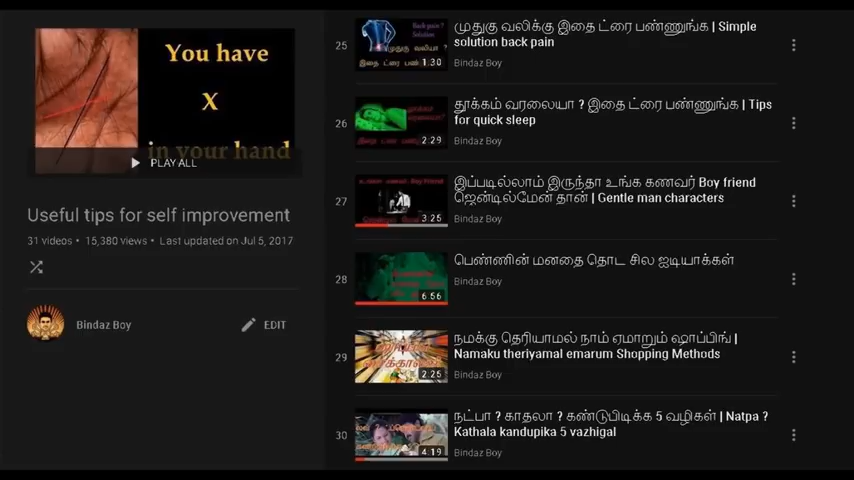 You have
X
in your hand
PLAY ALL
Useful tips for self improvement
31 videos • 15,380 views • Last updated on Jul 5, 2017
Bindaz Boy
EDIT
25
Back pain ?
Solution
முதுகு வலியா ?
1:30
முதுகு வலிக்கு இதை ட்ரை பண்ணுங்க | Simple
solution back pain
Bindaz Boy
26
2:29
தூக்கம் வரலையா ? இதை ட்ரை பண்ணுங்க | Tips
for quick sleep
Bindaz Boy
27
3:25
இப்படில்லாம் இருந்தா உங்க கணவர் Boy friend
ஜென்டில்மேன் தான் | Gentle man characters
Bindaz Boy
28
6:56
பெண்ணின் மனதை தொட சில ஐடியாக்கள்
Bindaz Boy
29
2:25
நமக்கு தெரியாமல் நாம் ஏமாறும் ஷாப்பிங் |
Namaku theriyamal emarum Shopping Methods
Bindaz Boy
30
4:19
நட்பா ? காதலா ? கண்டுபிடிக்க 5 வழிகள் | Natpa ?
Kathala kandupika 5 vazhigal
Bindaz Boy